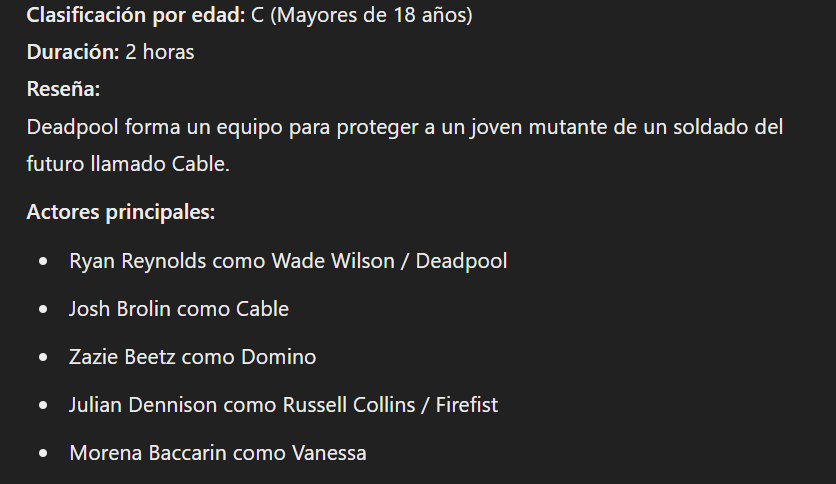 Clasificación por edad: C (Mayores de 18 años)
Duración: 2 horas
Reseña:
Deadpool forma un equipo para proteger a un joven mutante de un soldado del
futuro llamado Cable.
Actores principales:
• Ryan Reynolds como Wade Wilson / Deadpool
• Josh Brolin como Cable
• Zazie Beetz como Domino
• Julian Dennison como Russell Collins / Firefist
• Morena Baccarin como Vanessa